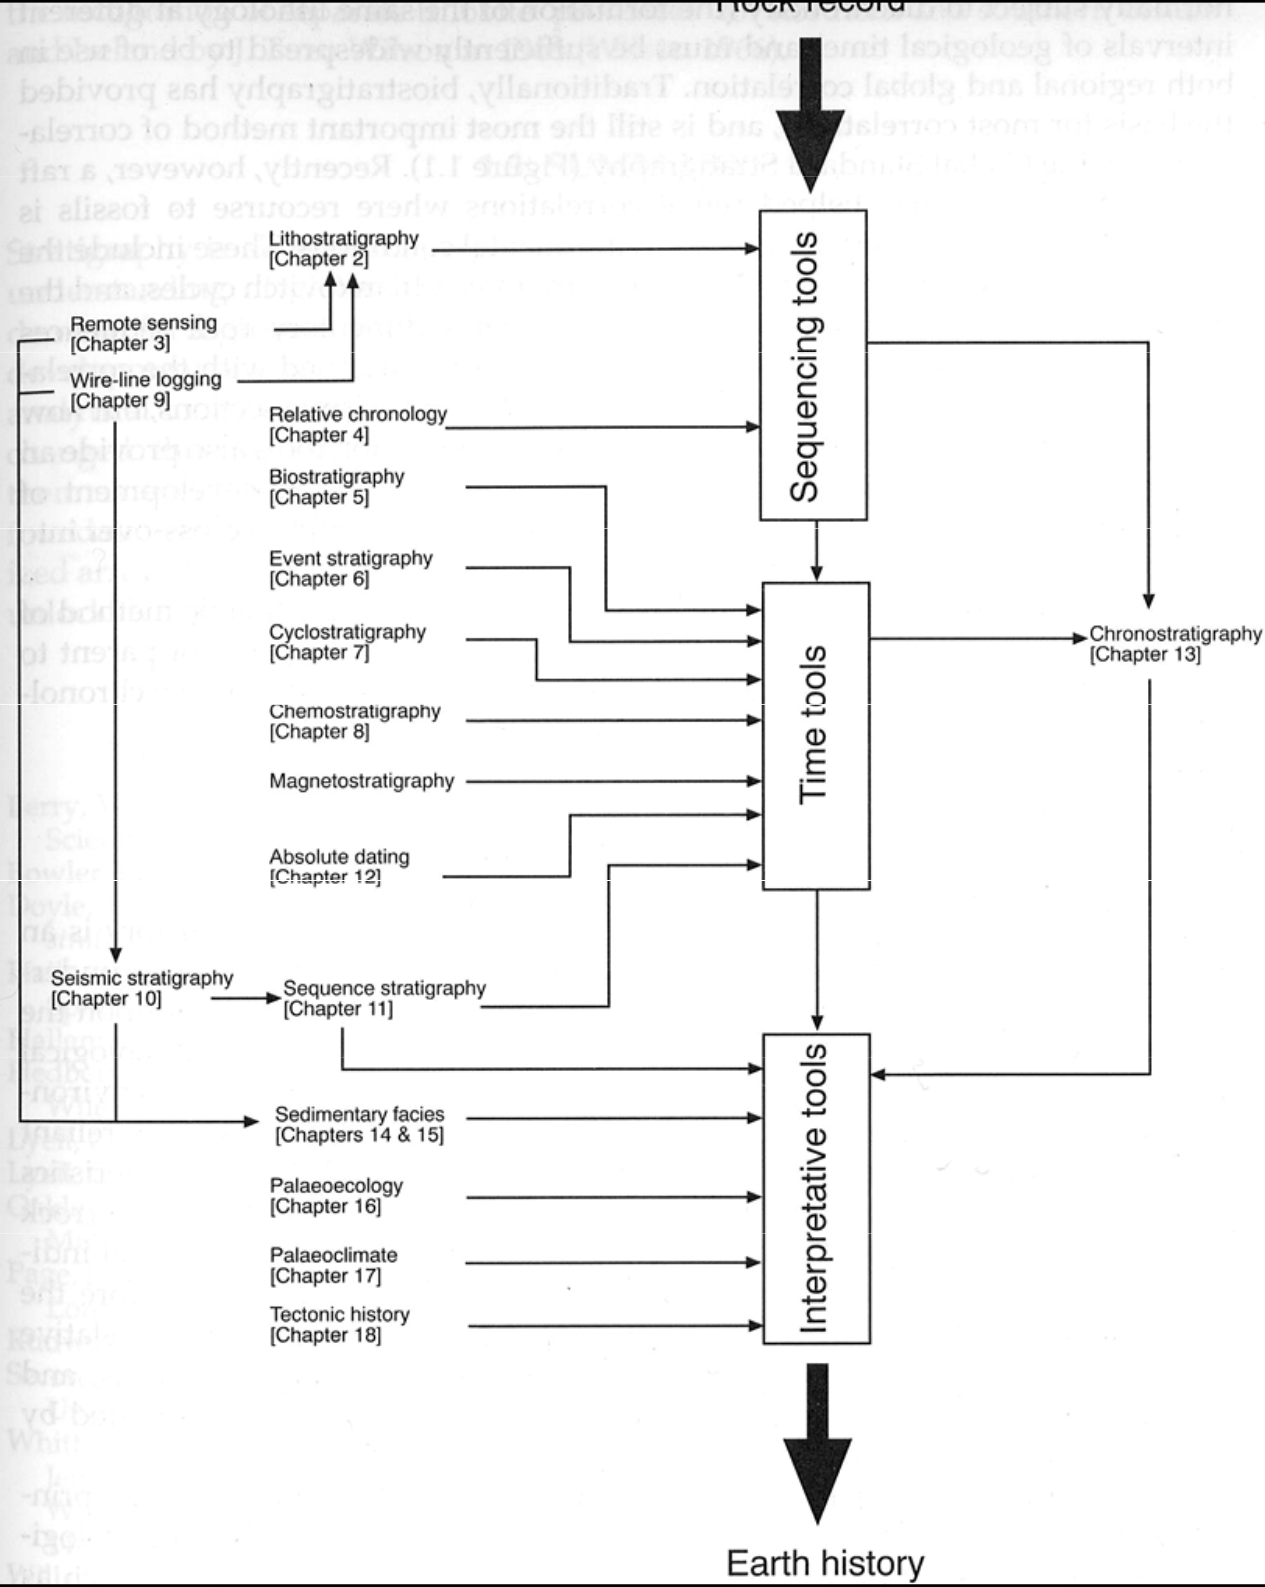 Rock record
Lithostratigraphy
[Chapter 2]
Remote sensing
[Chapter 3]
Wire-line logging
[Chapter 9]
Relative chronology
[Chapter 4]
Sequencing tools
Biostratigraphy
[Chapter 5]
Event stratigraphy
[Chapter 6]
Cyclostratigraphy
[Chapter 7]
Chemostratigraphy
[Chapter 8]
Magnetostratigraphy
Absolute dating
[Chapter 12]
Time tools
Chronostratigraphy
[Chapter 13]
Seismic stratigraphy
[Chapter 10]
Sequence stratigraphy
[Chapter 11]
Sedimentary facies
[Chapters 14 & 15]
Palaeoecology
[Chapter 16]
Palaeoclimate
[Chapter 17]
Tectonic history
[Chapter 18]
Interpretative tools
Earth history